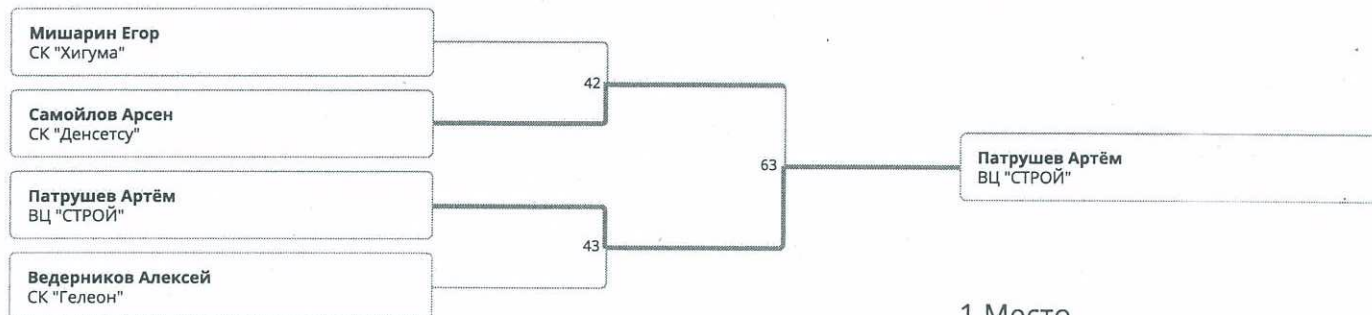 Мишарин Егор
СК "Хигума"
42
Самойлов Арсен
СК "Денсетсу"
63
Патрушев Артём
ВЦ "СТРОЙ"
Патрушев Артём
ВЦ "СТРОЙ"
43
Ведерников Алексей
СК "Гелеон"
1 Место